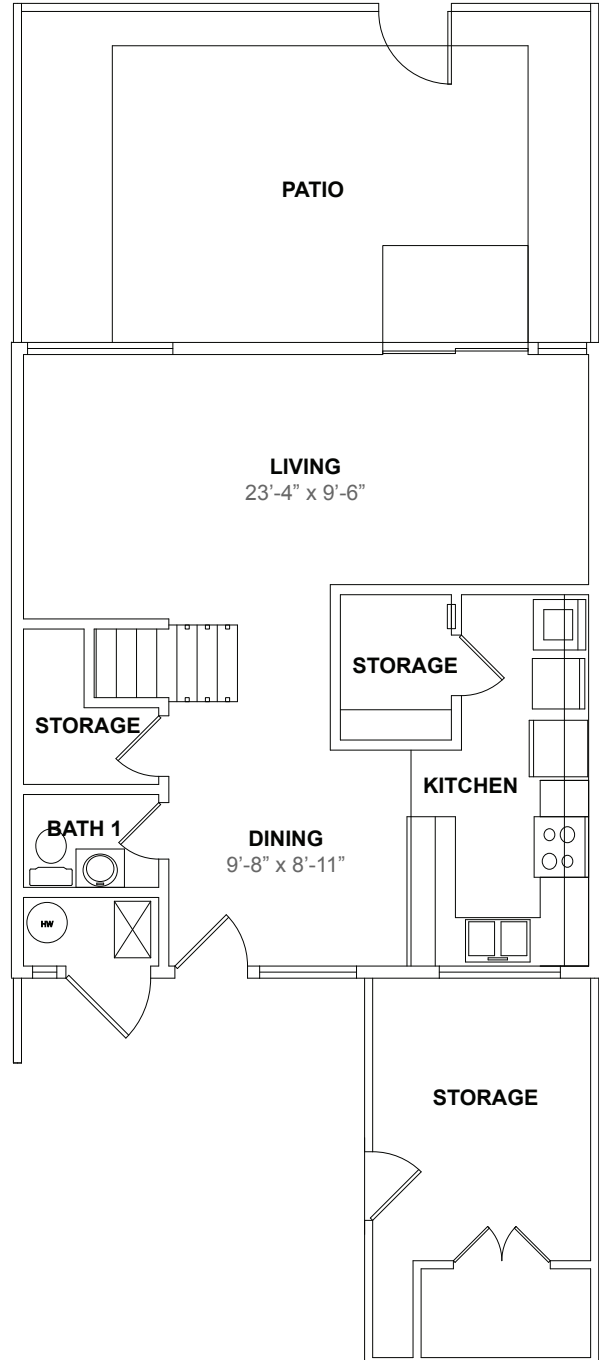 PATIO
LIVING
23’-4” x 9’-6”
STORAGE
STORAGE
KITCHEN
BATH 1
DINING
9’-8” x 8’-11”
HW
STORAGE